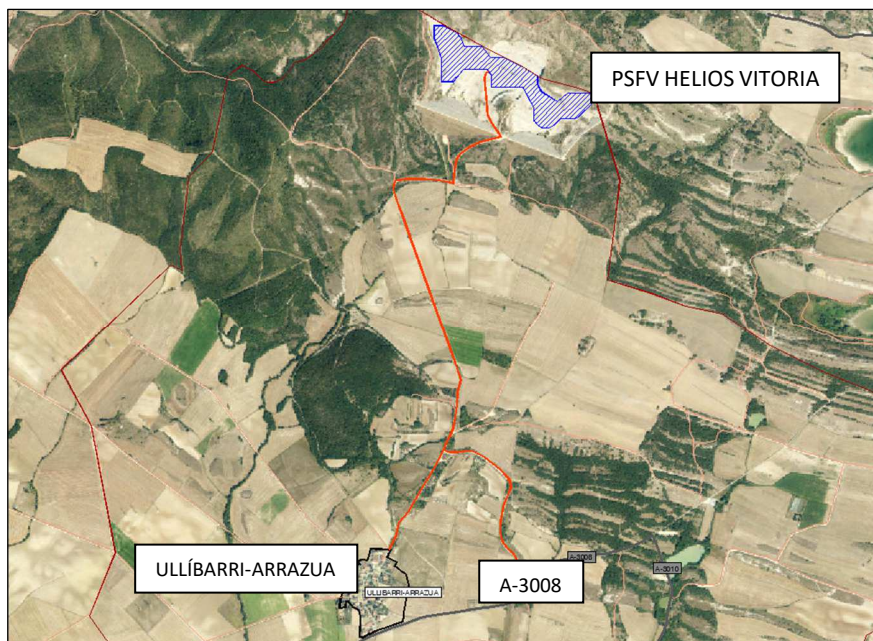 PSFV HELIOS VITORIA
ULLÍBARRI-ARRAZUA
ULLIBARRI-ARRAZUA
A-3008
A-3008
A-3010